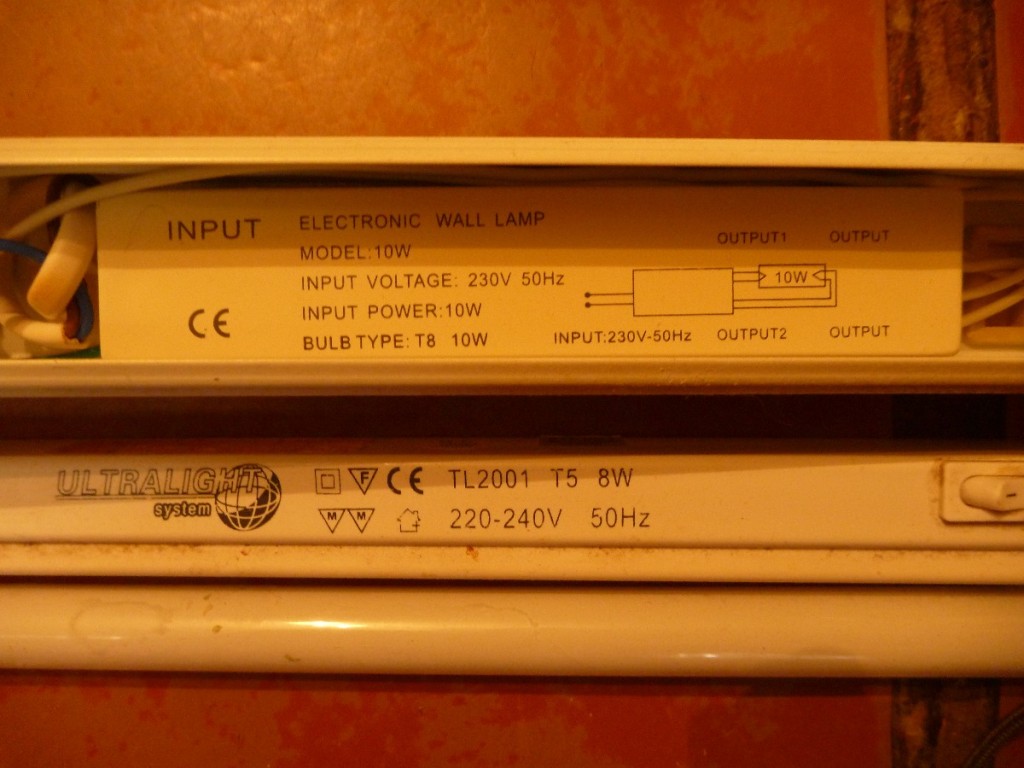 INPUT
ELECTRONIC WALL LAMP
MODEL:10W
INPUT VOLTAGE: 230V 50Hz
INPUT POWER:10W
BULB TYPE: T8 10W
CE
OUTPUT1 OUTPUT
10W
INPUT:230V-50Hz OUTPUT2 OUTPUT
ULTRALIGHT
system
F CE TL2001 T5 8W
M M 220-240V 50Hz